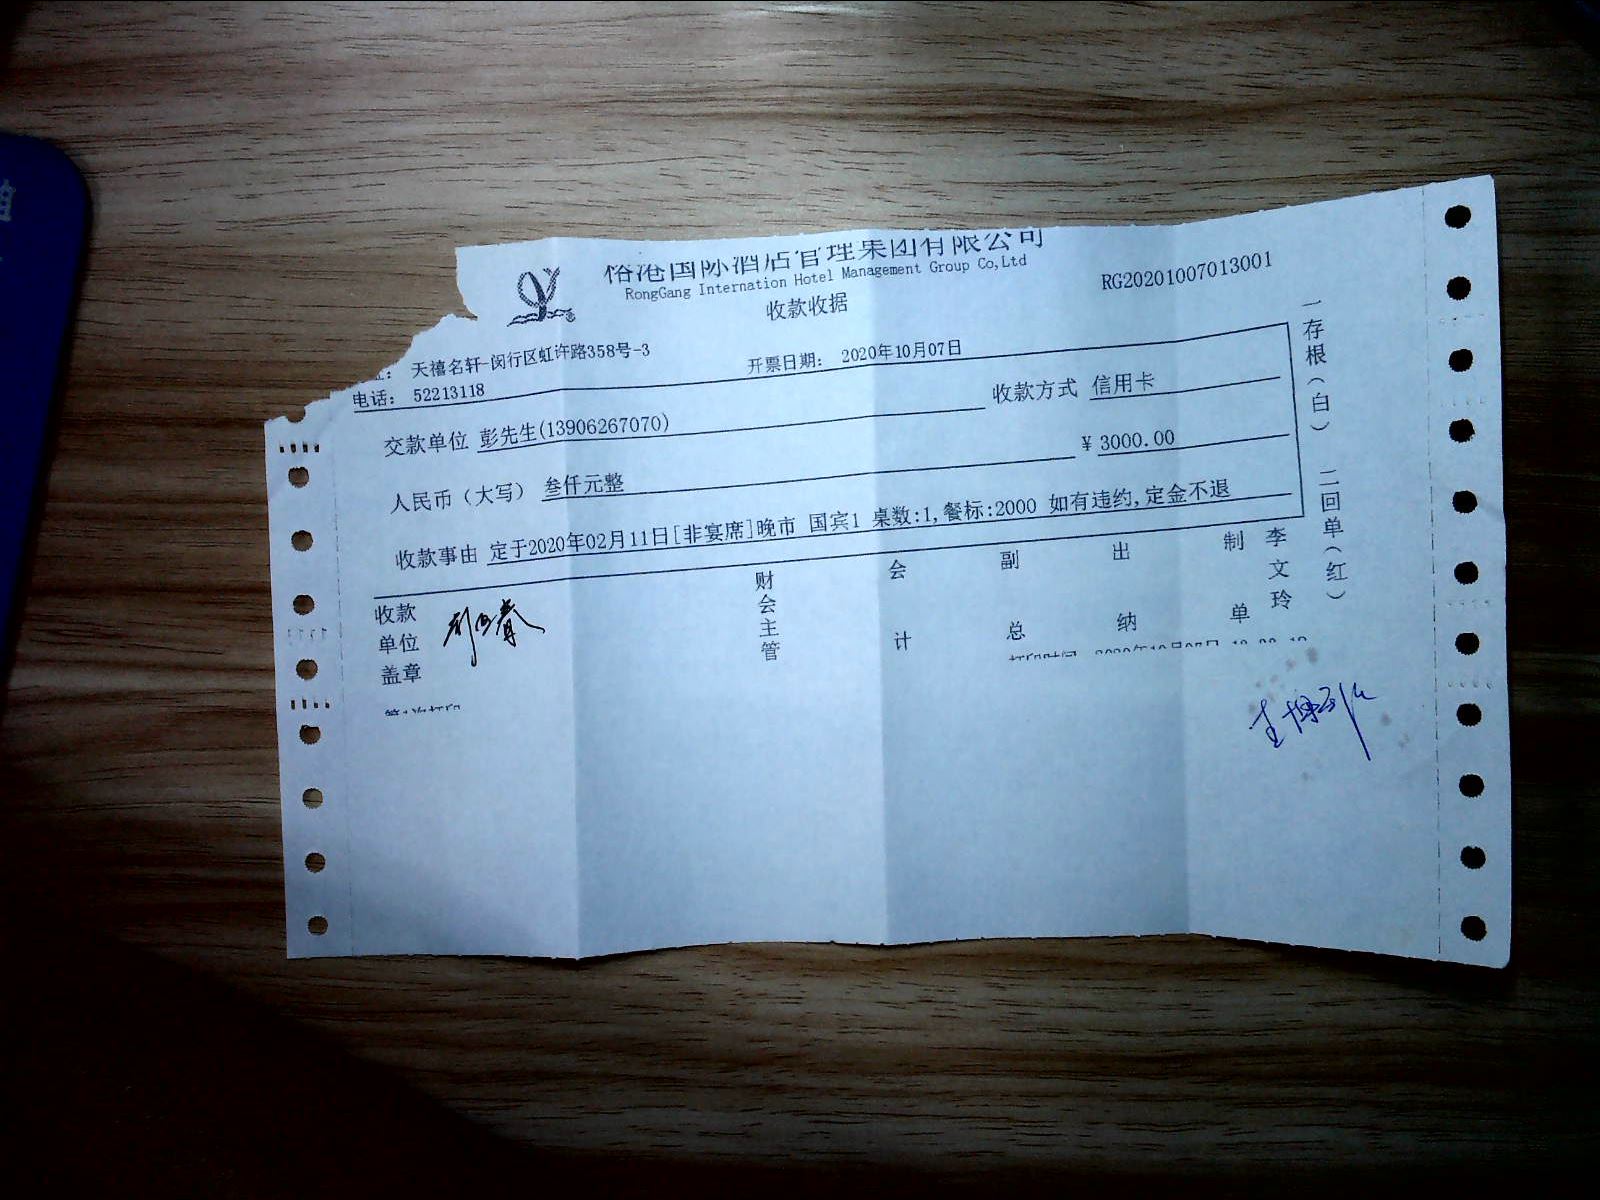 裕港国际酒店管理集团有限公司
RongGang Internation Hotel Management Group Co,Ltd
收款收据
RG20201007013001
天禧名轩-闵行区虹许路358号-3
开票日期： 2020年10月07日
电话： 52213118
收款方式 信用卡
交款单位 彭先生(13906267070)
人民币（大写） 叁仟元整
¥ 3000.00
收款事由 定于2020年02月11日[非宴席]晚市 国宾1 桌数:1,餐标:2000 如有违约,定金不退
收款单位盖章
财会主管
会计
副总
出纳
制单
李文玲
一存根（白） 二回单（红）
第1次打印